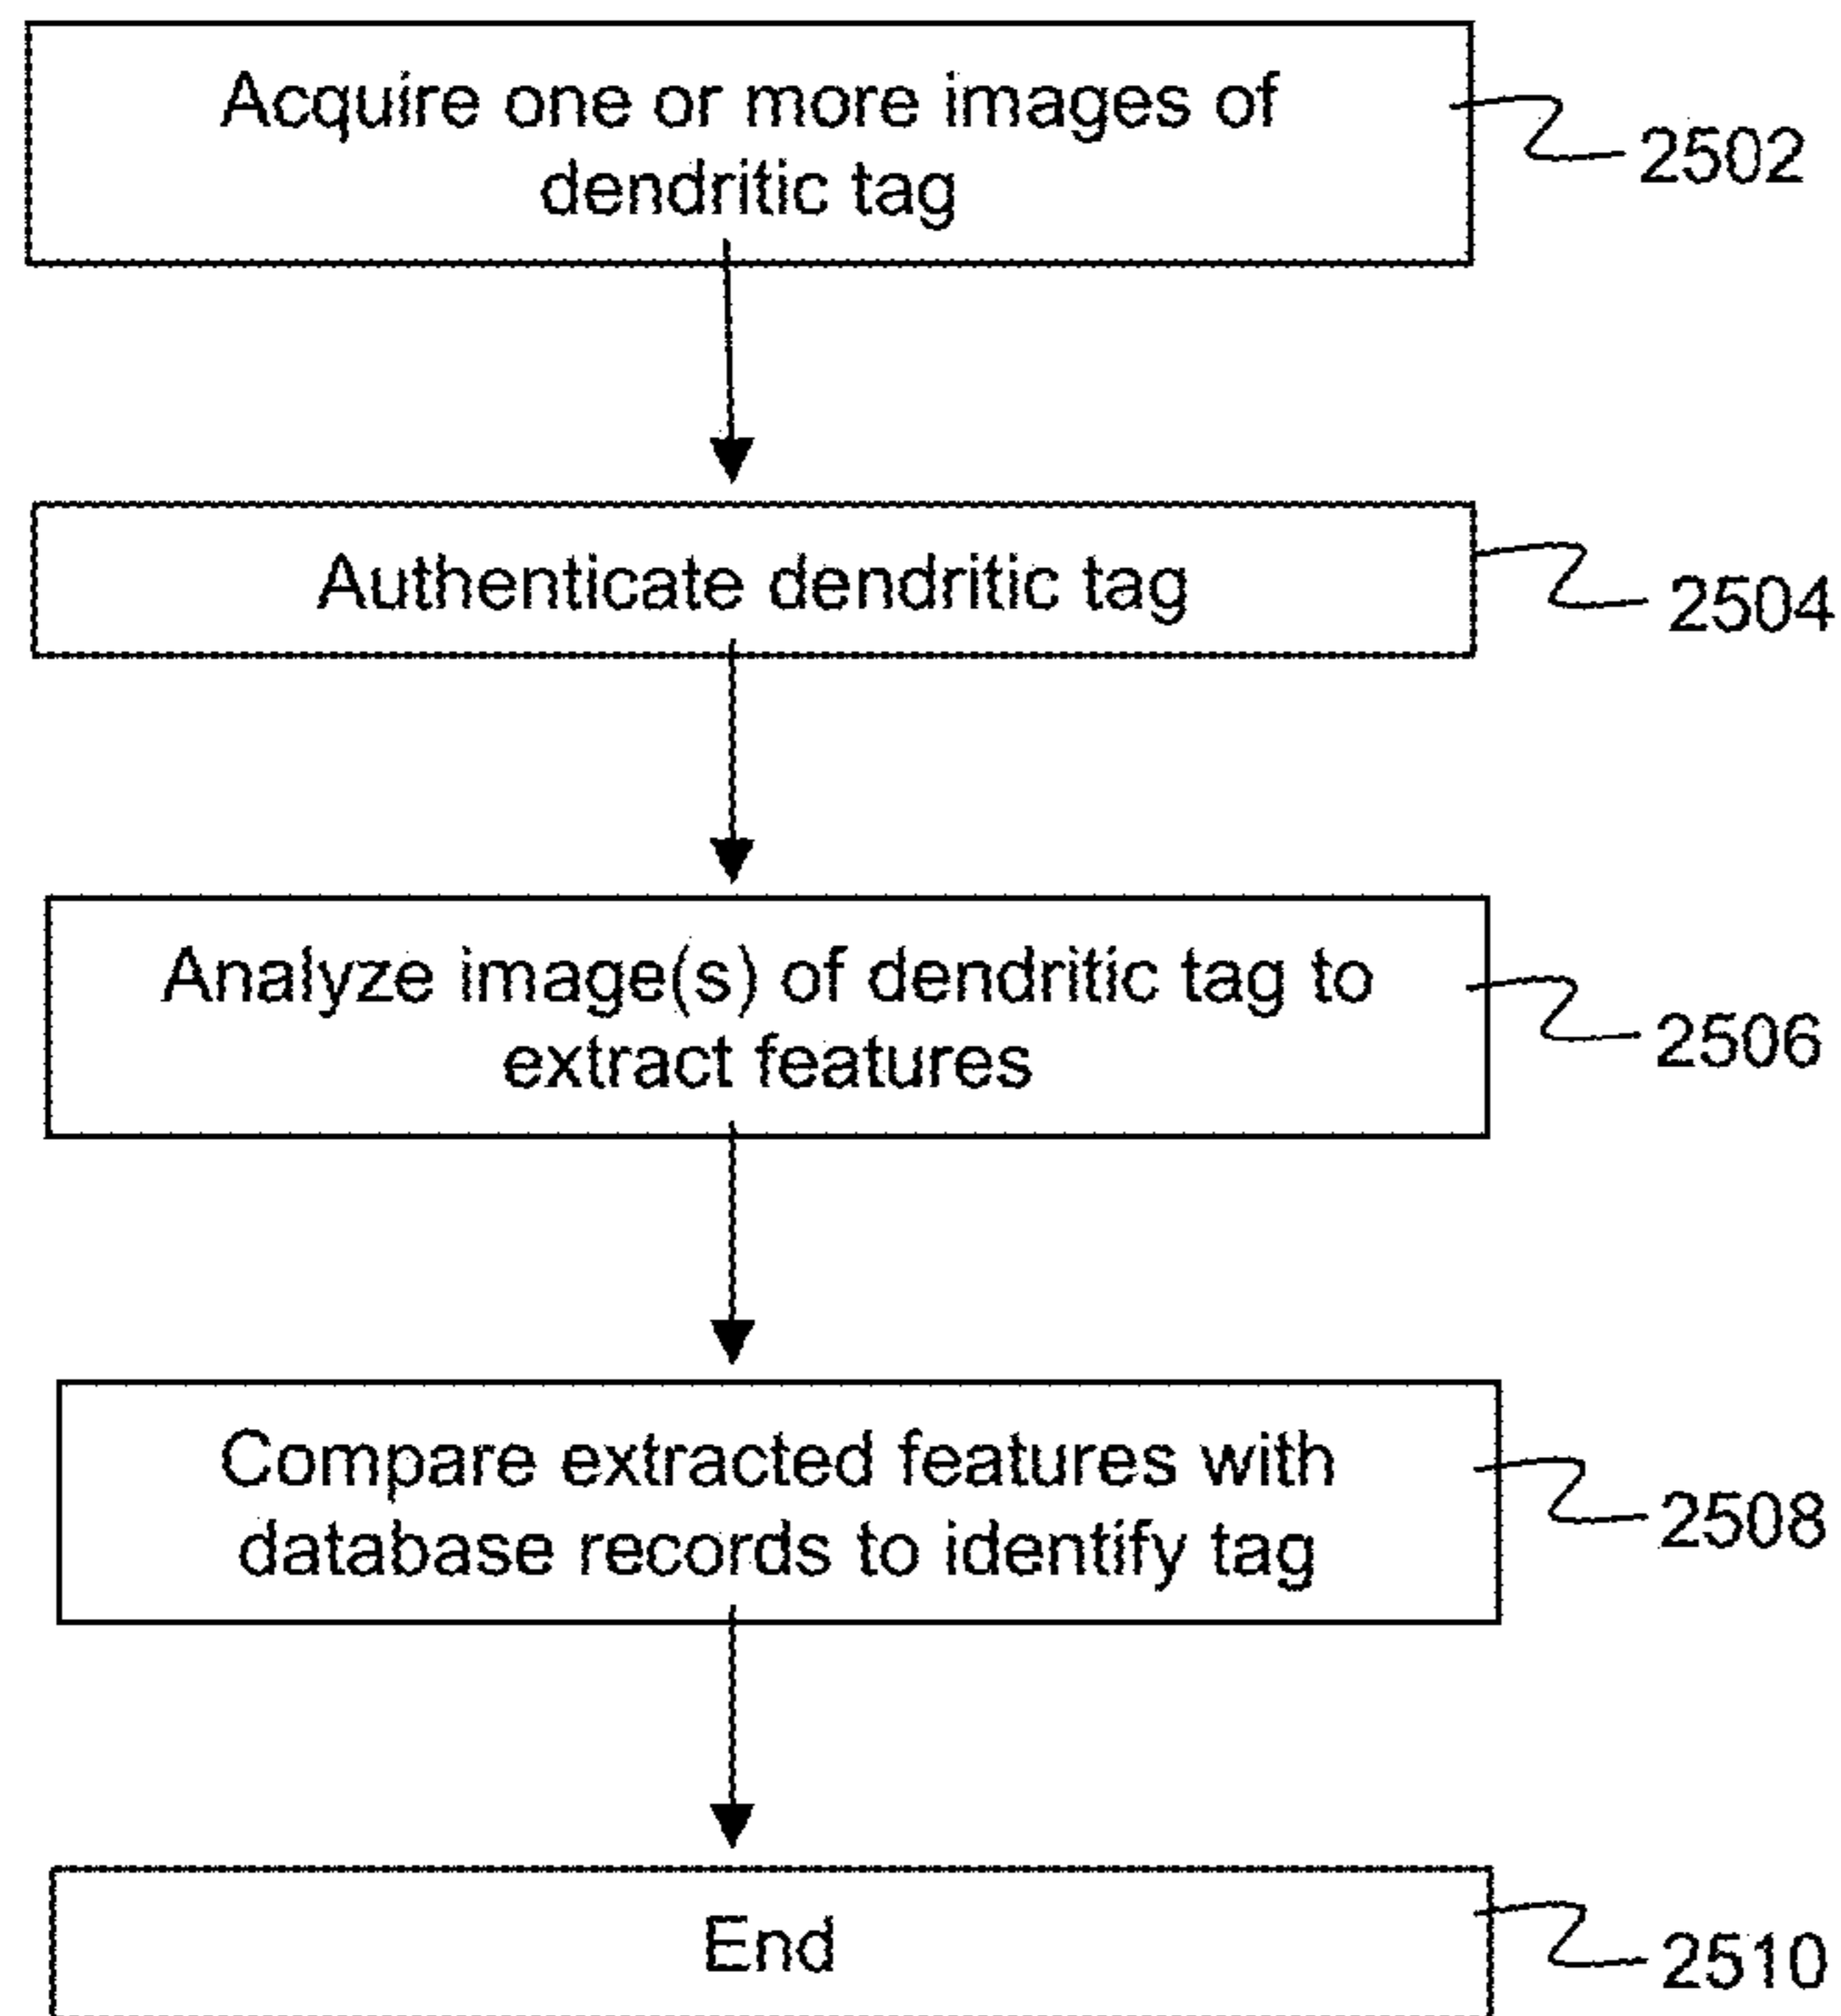 Acquire one or more images of
dendritic tag
2502
Authenticate dendritic tag
2504
Analyze image(s) of dendritic tag to
extract features
2506
Compare extracted features with
database records to identify tag
2508
End
2510